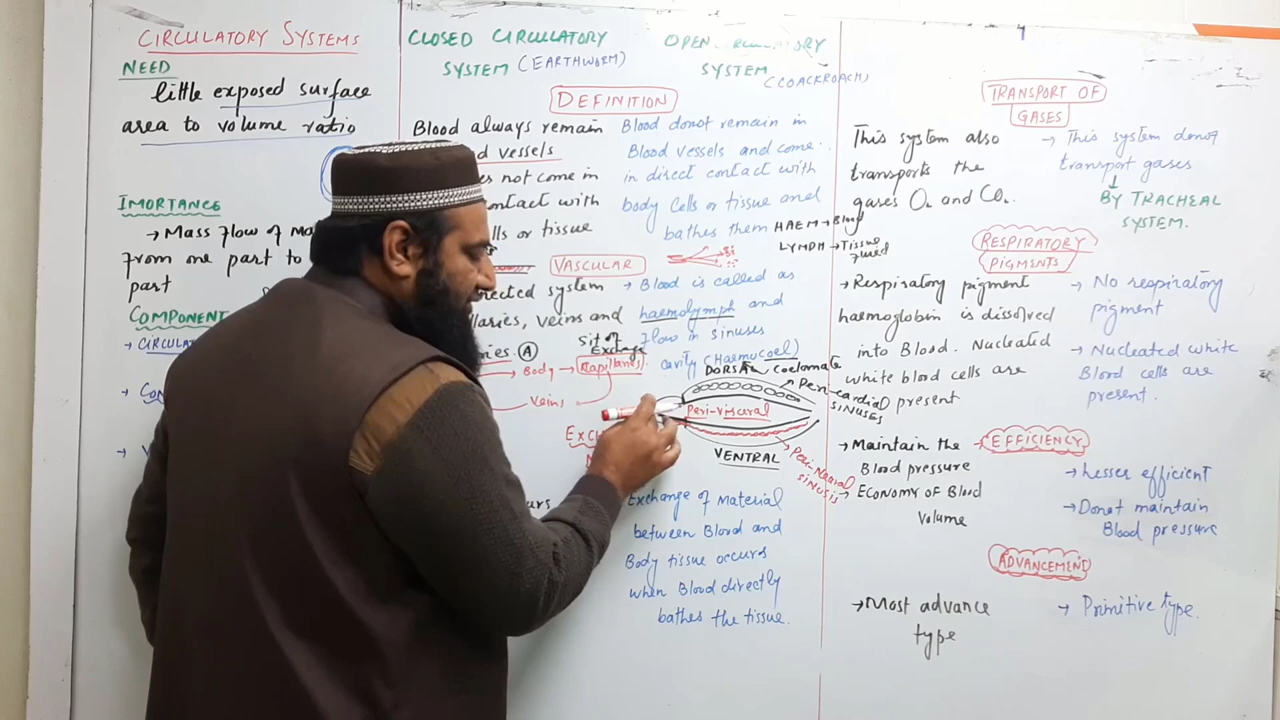 CIRCULATORY SYSTEMS
NEED
little exposed surface
area to volume ratio
IMORTANCE
→ Mass flow of
from one part to
part
COMPONENT
CLOSED CIRCULATORY
SYSTEM (EARTHWORM)
OPEN
SYSTEM
(COACKROACH)
DEFINITION
Blood always remain
vessels
not come in
with
or tissue
Blood donot remain in
Blood vessels and come
in direct contact with
body cells or tissue and
bathes them
HAEM → Blood
LYMPH → Tissue
fluid
VASCULAR
system
veins and
Ⓐ
→ Body → Capillaries
Veins
sit of
Exchange
→ Blood is called as
haemolymph and
flow in sinuses
cavity (Haemocoel)
DORSAL
Coelomate
Peri-cardial
SINUSES
Peri-visceral
VENTRAL
Peri-Neural
SINUSIS
Exchange of material
between Blood and
Body tissue occurs
when Blood directly
bathes the tissue.
TRANSPORT OF
GASES
This system also
transports the
gases O₂ and CO₂.
→ This system donot
transport gases
↓
BY TRACHEAL
SYSTEM.
RESPIRATORY
PIGMENTS
→ Respiratory pigment
haemoglobin is dissolved
into Blood. Nucleated
white blood cells are
present
→ No respiratory
pigment
→ Nucleated white
Blood cells are
present.
EFFICIENCY
→ Maintain the
Blood pressure
→ ECONOMY OF Blood
Volume
→ Lesser efficient
→ Donot maintain
Blood pressure
ADVANCEMENT
→ Most advance
type
→ Primitive type.